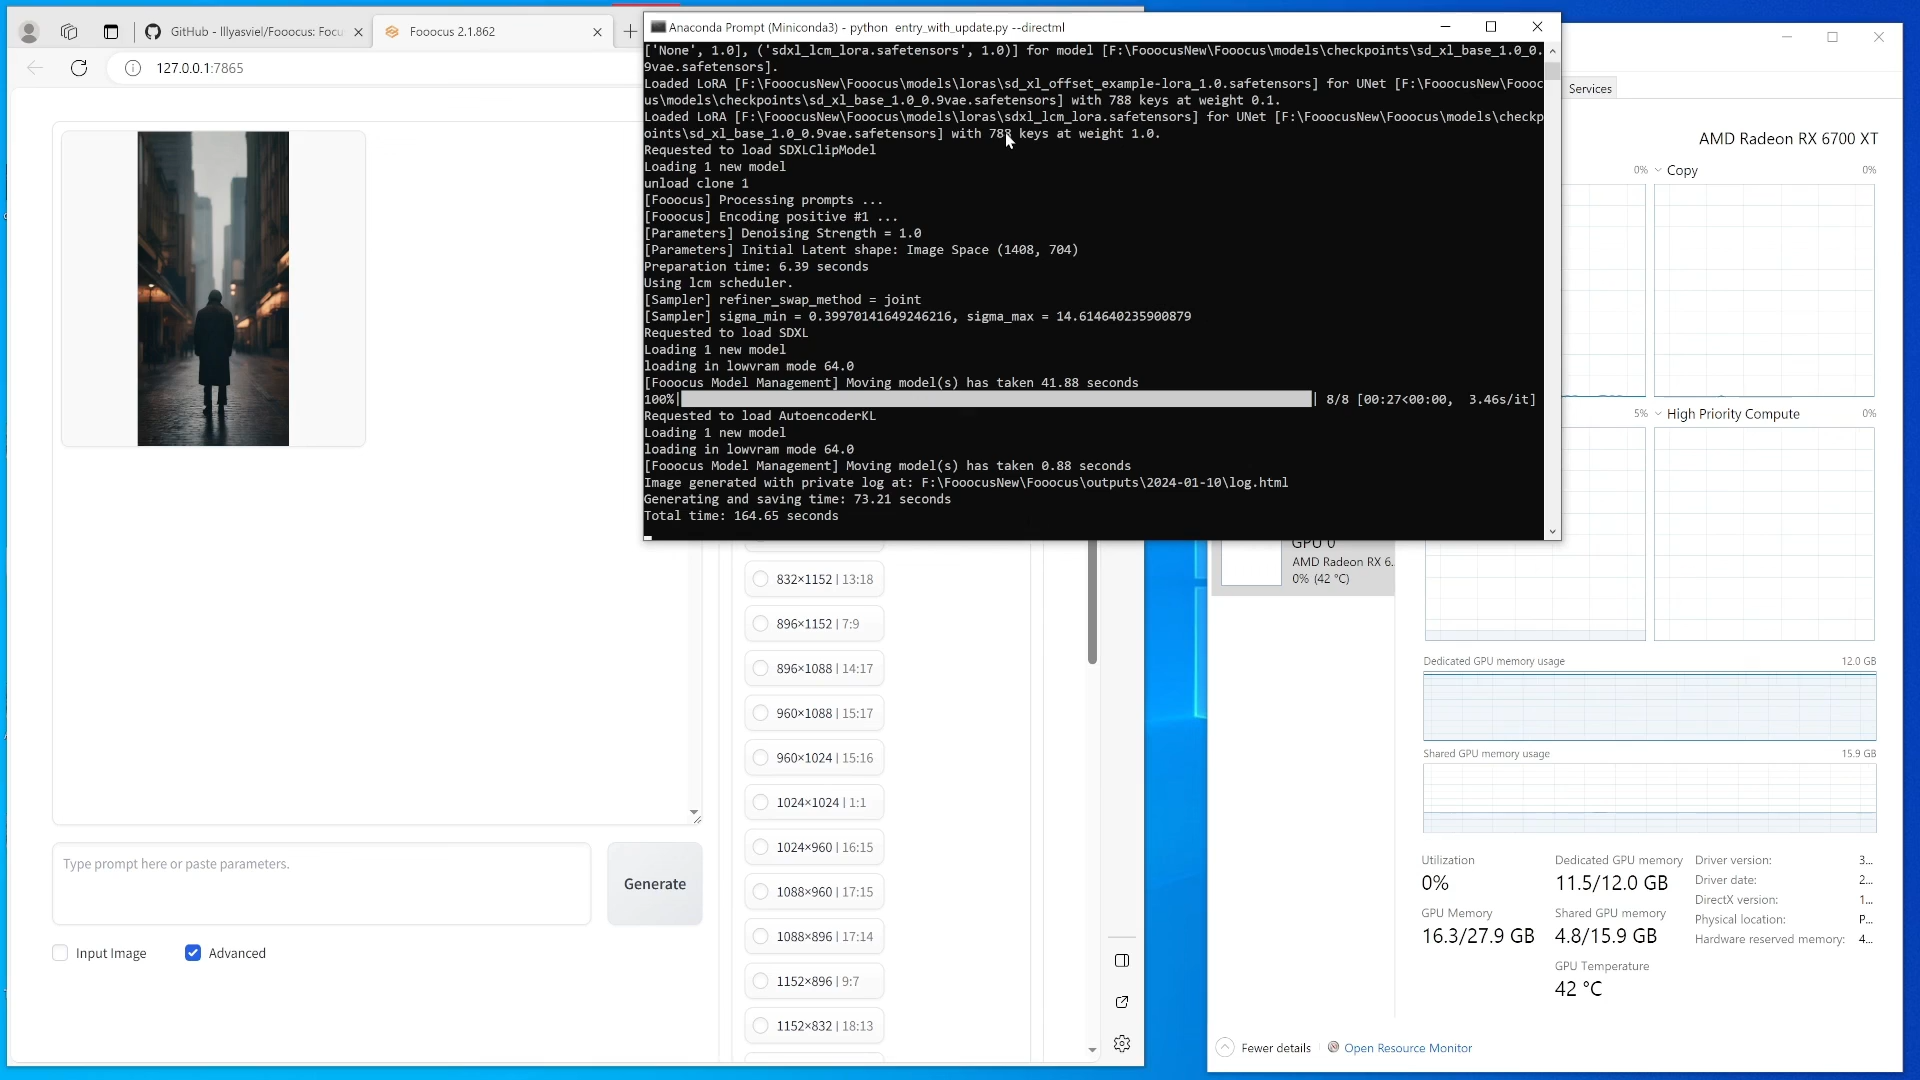 GitHub - lllyasviel/Fooocus: Focu
Fooocus 2.1.862
127.0.0.1:7865
Anaconda Prompt (Miniconda3) - python  entry_with_update.py --directml
['None', 1.0], ('sdxl_lcm_lora.safetensors', 1.0)] for model [F:\FooocusNew\Fooocus\models\checkpoints\sd_xl_base_1.0_0.
9vae.safetensors].
Loaded LoRA [F:\FooocusNew\Fooocus\models\loras\sd_xl_offset_example-lora_1.0.safetensors] for UNet [F:\FooocusNew\Foooc
us\models\checkpoints\sd_xl_base_1.0_0.9vae.safetensors] with 788 keys at weight 0.1.
Loaded LoRA [F:\FooocusNew\Fooocus\models\loras\sdxl_lcm_lora.safetensors] for UNet [F:\FooocusNew\Fooocus\models\checkp
oints\sd_xl_base_1.0_0.9vae.safetensors] with 788 keys at weight 1.0.
Requested to load SDXLClipModel
Loading 1 new model
unload clone 1
[Fooocus] Processing prompts ...
[Fooocus] Encoding positive #1 ...
[Parameters] Denoising Strength = 1.0
[Parameters] Initial Latent shape: Image Space (1408, 704)
Preparation time: 6.39 seconds
Using lcm scheduler.
[Sampler] refiner_swap_method = joint
[Sampler] sigma_min = 0.39970141649246216, sigma_max = 14.614640235900879
Requested to load SDXL
Loading 1 new model
loading in lowvram mode 64.0
[Fooocus Model Management] Moving model(s) has taken 41.88 seconds
100%| | 8/8 [00:27<00:00,  3.46s/it]
Requested to load AutoencoderKL
Loading 1 new model
loading in lowvram mode 64.0
[Fooocus Model Management] Moving model(s) has taken 0.88 seconds
Image generated with private log at: F:\FooocusNew\Fooocus\outputs\2024-01-10\log.html
Generating and saving time: 73.21 seconds
Total time: 164.65 seconds
832×1152 | 13:18
896×1152 | 7:9
896×1088 | 14:17
960×1088 | 15:17
960×1024 | 15:16
1024×1024 | 1:1
1024×960 | 16:15
1088×960 | 17:15
1088×896 | 17:14
1152×896 | 9:7
1152×832 | 18:13
Type prompt here or paste parameters.
Generate
Input Image
Advanced
Services
AMD Radeon RX 6700 XT
0%
Copy
0%
5%
High Priority Compute
0%
GPU 0
AMD Radeon RX 6...
0% (42 °C)
Dedicated GPU memory usage
12.0 GB
Shared GPU memory usage
15.9 GB
Utilization
0%
Dedicated GPU memory
11.5/12.0 GB
GPU Memory
16.3/27.9 GB
Shared GPU memory
4.8/15.9 GB
GPU Temperature
42 °C
Driver version: 3...
Driver date: 2...
DirectX version: 1...
Physical location: P...
Hardware reserved memory: 4...
Fewer details
Open Resource Monitor